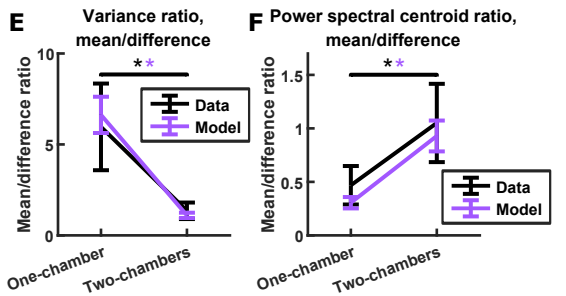 E
Variance ratio,
mean/difference
Mean/difference ratio
10
5
0
**
Data
Model
One-chamber
Two-chambers
F
Power spectral centroid ratio,
mean/difference
Mean/difference ratio
1.5
1
0.5
0
**
Data
Model
One-chamber
Two-chambers